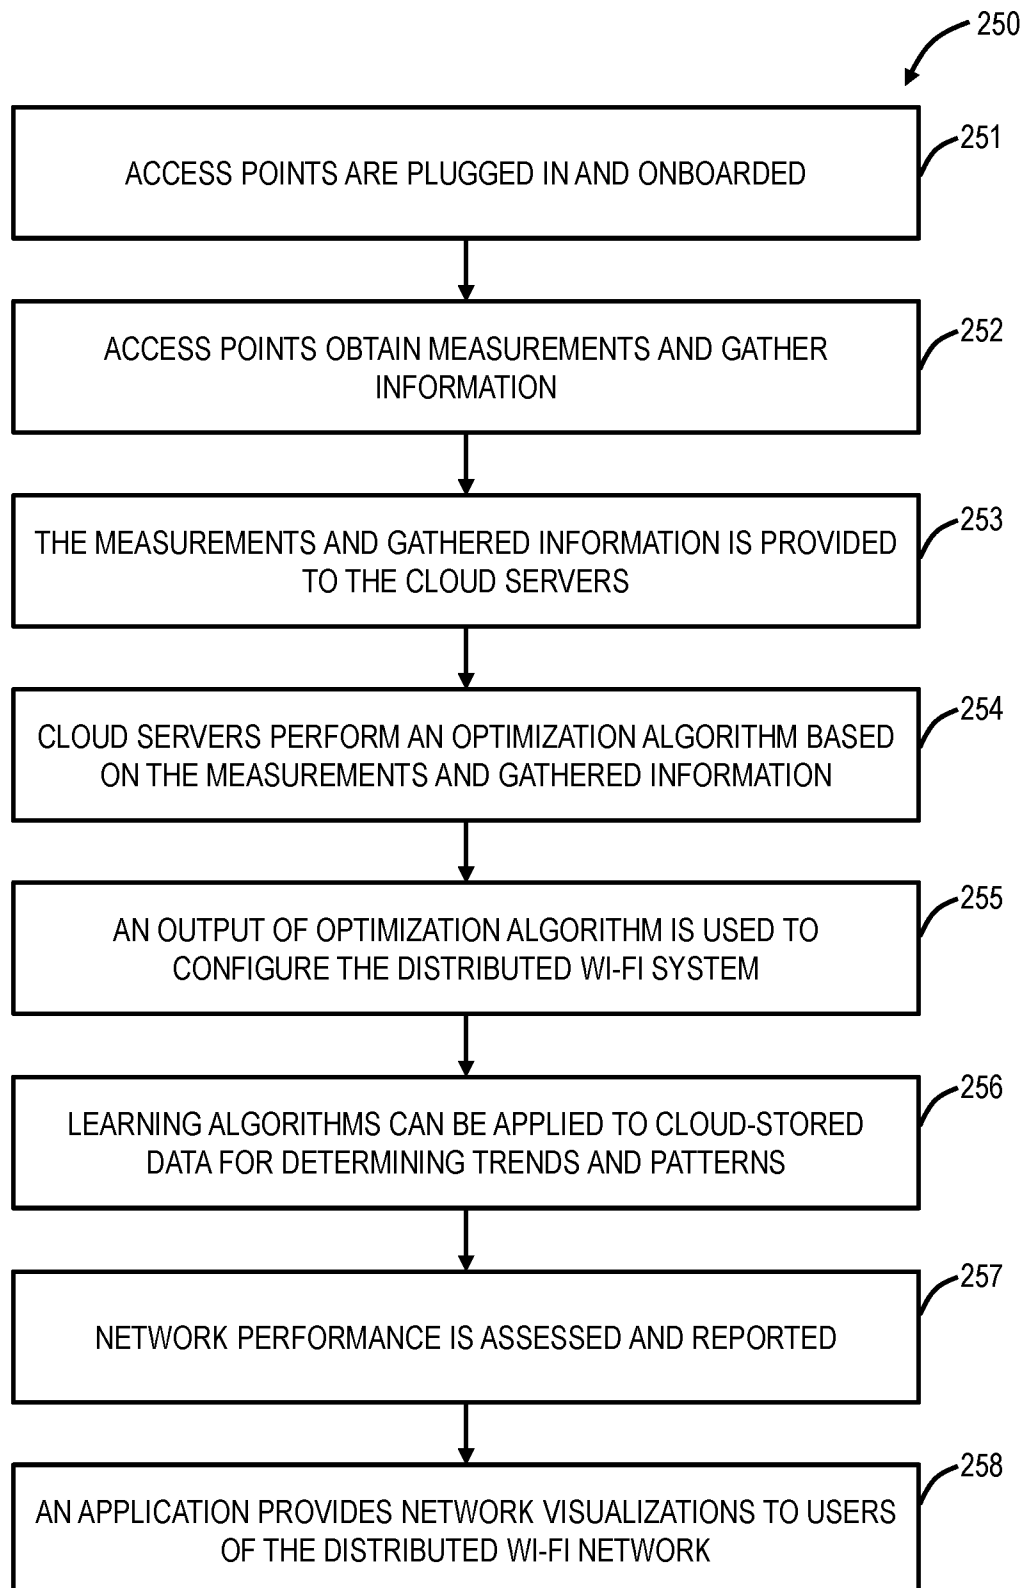 250
251
ACCESS POINTS ARE PLUGGED IN AND ONBOARDED
252
ACCESS POINTS OBTAIN MEASUREMENTS AND GATHER
INFORMATION
253
THE MEASUREMENTS AND GATHERED INFORMATION IS PROVIDED
TO THE CLOUD SERVERS
254
CLOUD SERVERS PERFORM AN OPTIMIZATION ALGORITHM BASED
ON THE MEASUREMENTS AND GATHERED INFORMATION
255
AN OUTPUT OF OPTIMIZATION ALGORITHM IS USED TO
CONFIGURE THE DISTRIBUTED WI-FI SYSTEM
256
LEARNING ALGORITHMS CAN BE APPLIED TO CLOUD-STORED
DATA FOR DETERMINING TRENDS AND PATTERNS
257
NETWORK PERFORMANCE IS ASSESSED AND REPORTED
258
AN APPLICATION PROVIDES NETWORK VISUALIZATIONS TO USERS
OF THE DISTRIBUTED WI-FI NETWORK